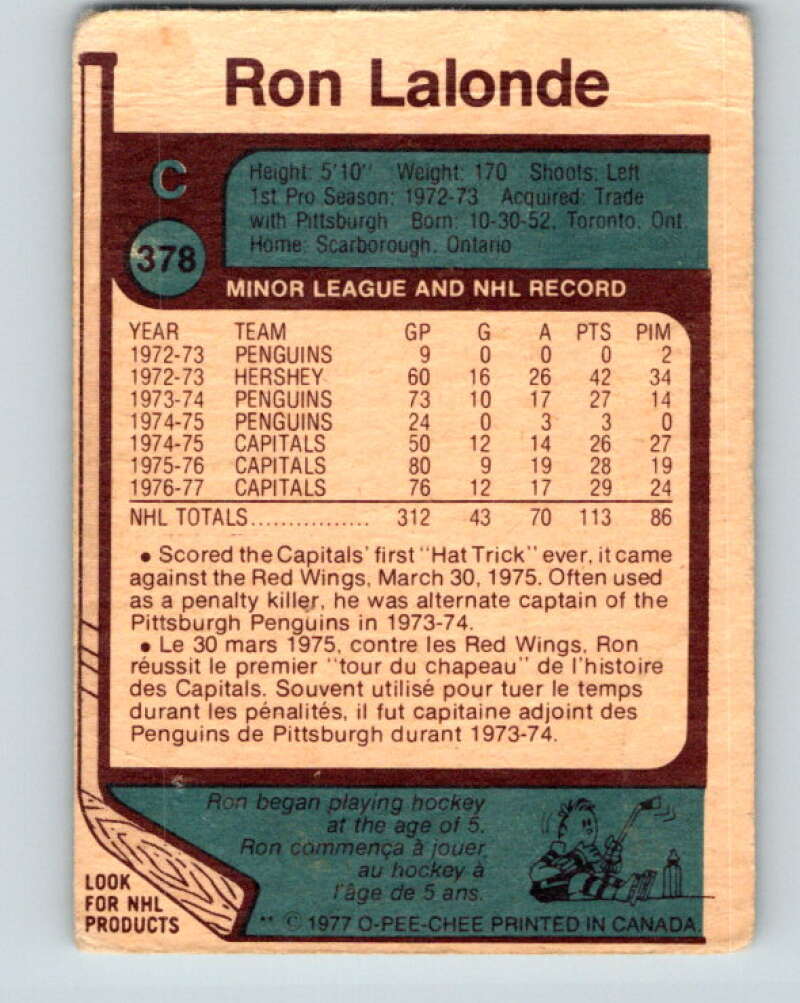 Ron Lalonde
C
Height: 5'10" Weight: 170 Shoots: Left
1st Pro Season: 1972-73 Acquired: Trade
with Pittsburgh Born: 10-30-52, Toronto, Ont.
Home: Scarborough, Ontario
378
MINOR LEAGUE AND NHL RECORD
YEAR TEAM GP G A PTS PIM
1972-73 PENGUINS 9 0 0 0 2
1972-73 HERSHEY 60 16 26 42 34
1973-74 PENGUINS 73 10 17 27 14
1974-75 PENGUINS 24 0 3 3 0
1974-75 CAPITALS 50 12 14 26 27
1975-76 CAPITALS 80 9 19 28 19
1976-77 CAPITALS 76 12 17 29 24
NHL TOTALS................ 312 43 70 113 86
• Scored the Capitals' first "Hat Trick" ever, it came
against the Red Wings, March 30, 1975. Often used
as a penalty killer, he was alternate captain of the
Pittsburgh Penguins in 1973-74.
• Le 30 mars 1975, contre les Red Wings, Ron
réussit le premier "tour du chapeau" de l'histoire
des Capitals. Souvent utilisé pour tuer le temps
durant les pénalités, il fut capitaine adjoint des
Penguins de Pittsburgh durant 1973-74.
Ron began playing hockey
at the age of 5.
Ron commença à jouer
au hockey à
l'âge de 5 ans.
LOOK
FOR NHL
PRODUCTS
** © 1977 O-PEE-CHEE PRINTED IN CANADA